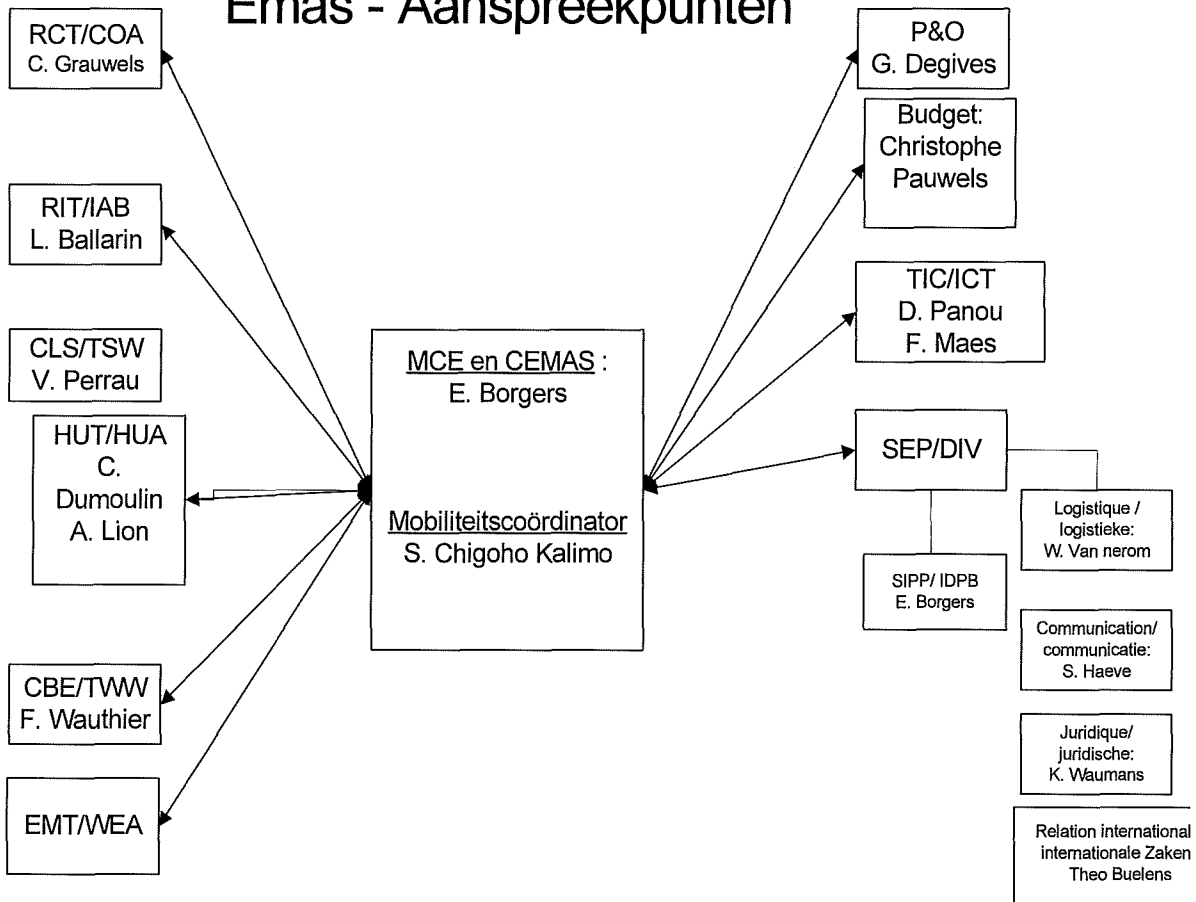 Emas - Aanspreekpunten
RCT/COA
C. Grauwels
RIT/IAB
L. Ballarin
CLS/TSW
V. Perrau
HUT/HUA
C.
Dumoulin
A. Lion
CBE/TWW
F. Wauthier
EMT/WEA
MCE en CEMAS :
E. Borgers
Mobiliteitscoördinator
S. Chigoho Kalimo
P&O
G. Degives
Budget:
Christophe
Pauwels
TIC/ICT
D. Panou
F. Maes
SEP/DIV
SIPP/ IDPB
E. Borgers
Logistique /
logistieke:
W. Van nerom
Communication/
communicatie:
S. Haeve
Juridique/
juridische:
K. Waumans
Relation international
internationale Zaken
Theo Buelens